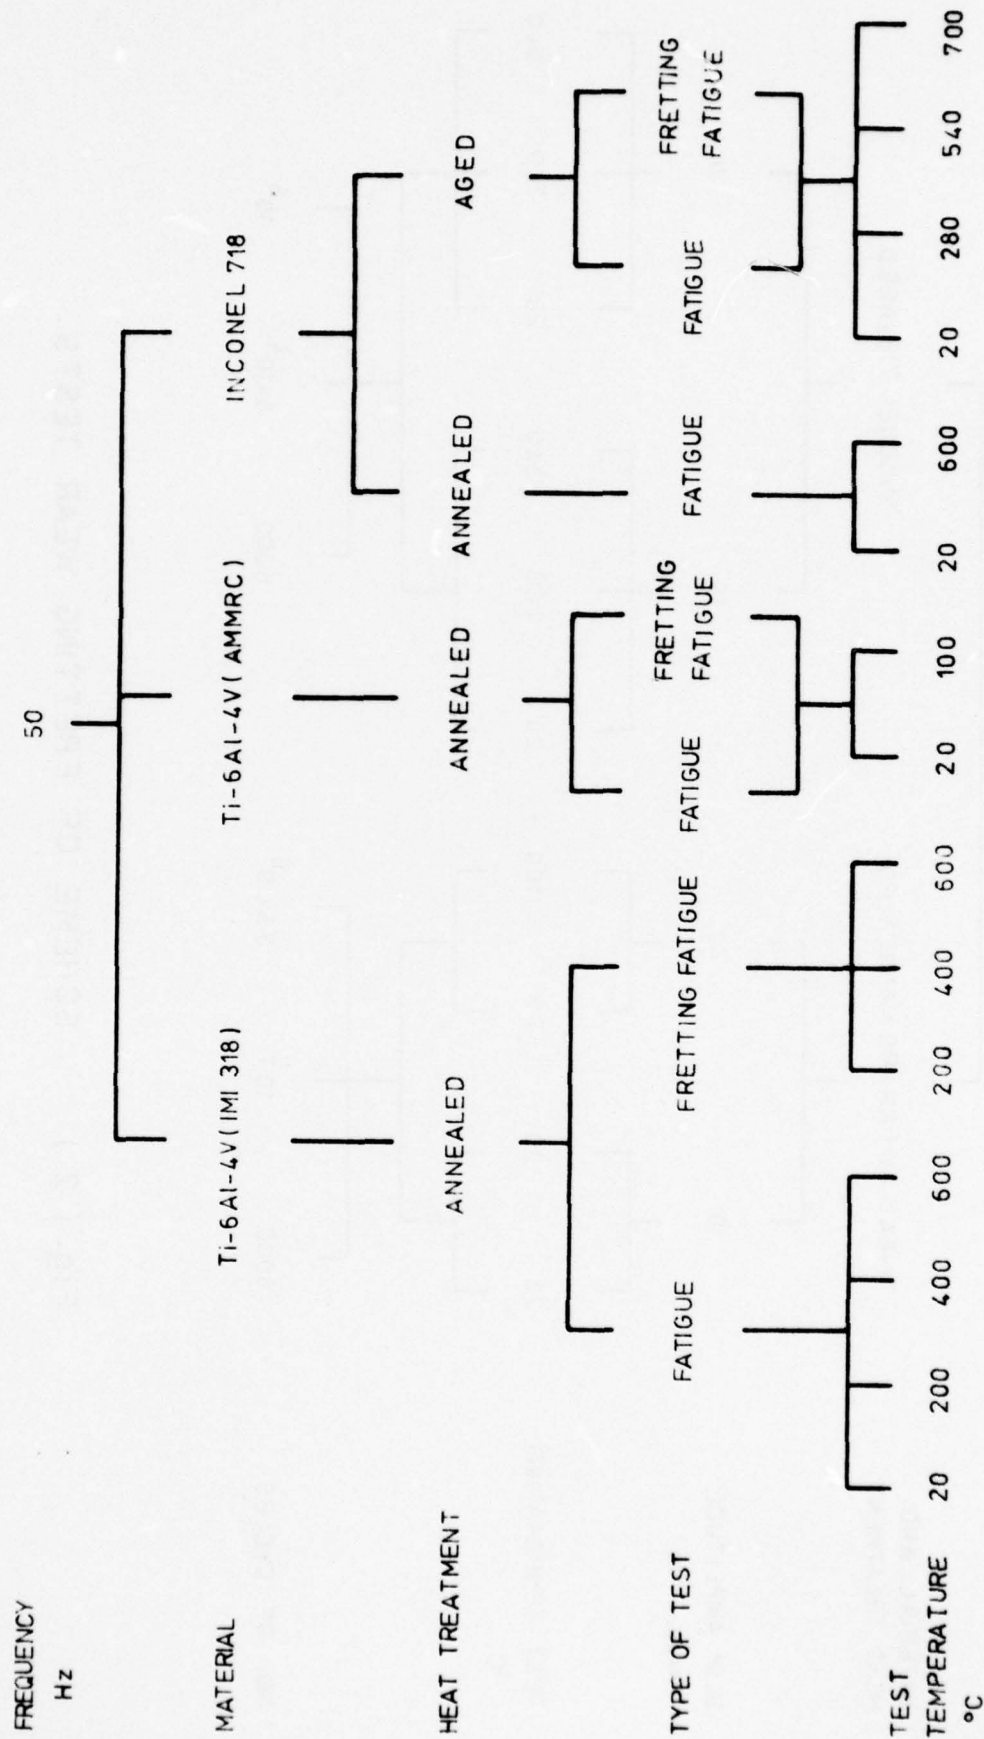 FREQUENCY
Hz
50
MATERIAL
Ti-6Al-4V (IMI 318)
Ti-6Al-4V (AMMRC)
INCONEL 718
HEAT TREATMENT
ANNEALED
ANNEALED
ANNEALED
AGED
TYPE OF TEST
FATIGUE
FRETTING FATIGUE
FATIGUE
FRETTING
FATIGUE
FATIGUE
FATIGUE
FRETTING
FATIGUE
TEST
TEMPERATURE
°C
20 200 400 600
200 400 600
20 100
20 600
20 280 540 700